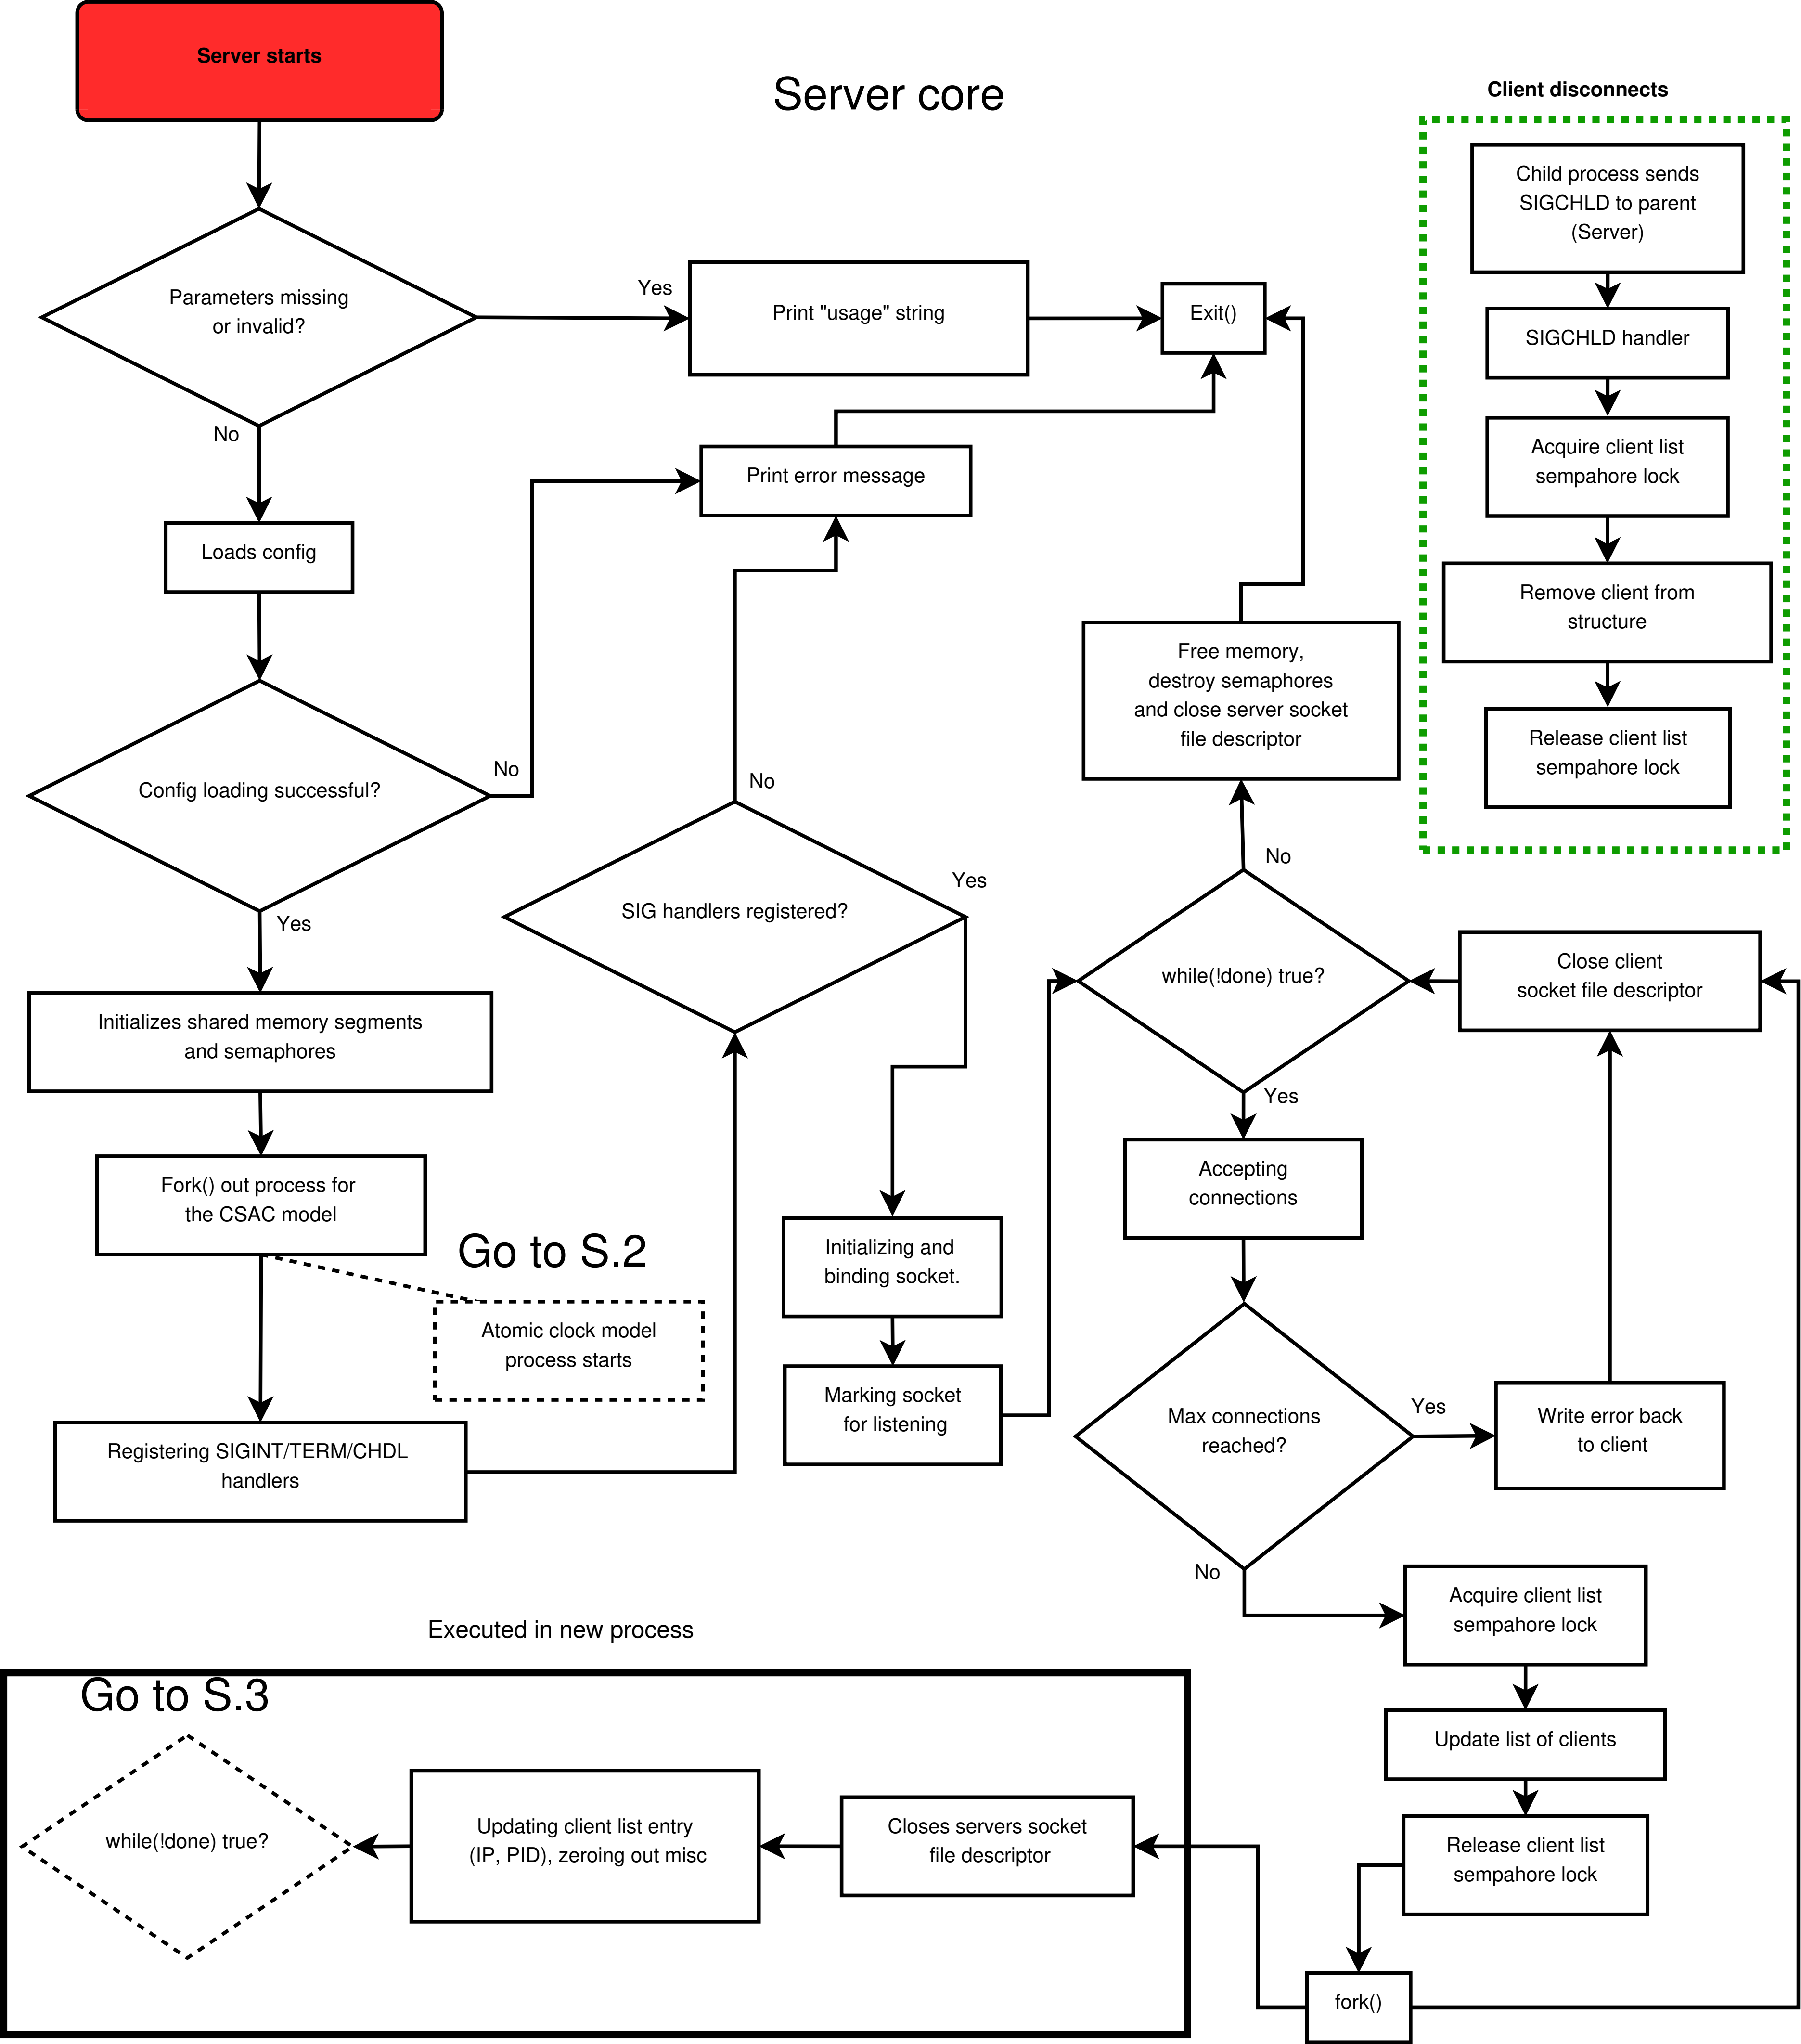 Server starts
Server core
Client disconnects
Child process sends
SIGCHLD to parent
(Server)
SIGCHLD handler
Acquire client list
sempahore lock
Remove client from
structure
Release client list
sempahore lock
Parameters missing
or invalid?
Yes
Print "usage" string
Exit()
No
Print error message
Loads config
Config loading successful?
No
Yes
Initializes shared memory segments
and semaphores
Fork() out process for
the CSAC model
Go to S.2
Atomic clock model
process starts
Registering SIGINT/TERM/CHDL
handlers
No
SIG handlers registered?
Yes
Initializing and
binding socket.
Marking socket
for listening
Free memory,
destroy semaphores
and close server socket
file descriptor
No
while(!done) true?
Close client
socket file descriptor
Yes
Accepting
connections
Max connections
reached?
Yes
Write error back
to client
No
Acquire client list
sempahore lock
Update list of clients
Release client list
sempahore lock
fork()
Executed in new process
Go to S.3
while(!done) true?
Updating client list entry
(IP, PID), zeroing out misc
Closes servers socket
file descriptor